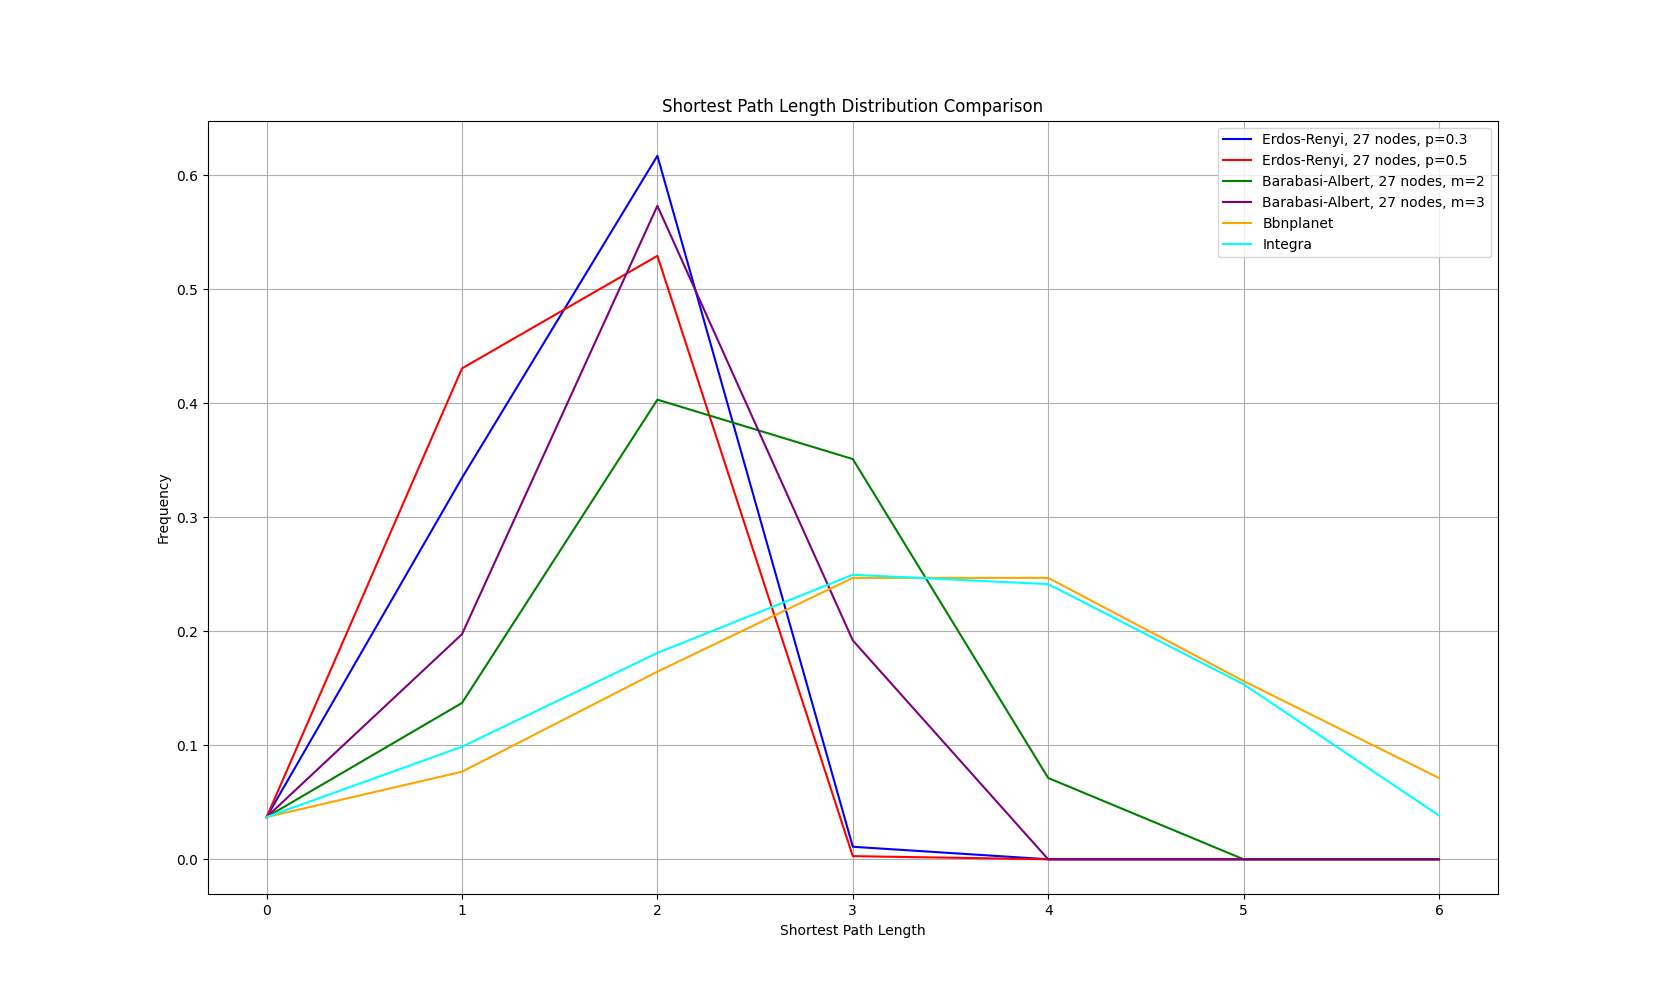 Shortest Path Length Distribution Comparison
Erdos-Renyi, 27 nodes, p=0.3
Erdos-Renyi, 27 nodes, p=0.5
Barabasi-Albert, 27 nodes, m=2
Barabasi-Albert, 27 nodes, m=3
Bbnplanet
Integra
0.6
0.5
0.4
0.3
0.2
0.1
0.0
Frequency
0 1 2 3 4 5 6
Shortest Path Length